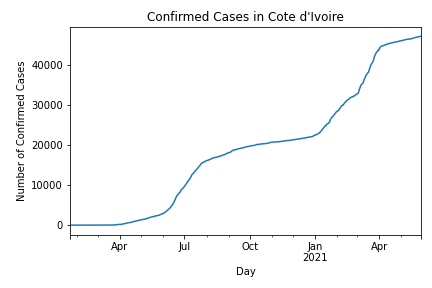 Confirmed Cases in Cote d'Ivoire
Number of Confirmed Cases
40000
30000
20000
10000
0
Apr Jul Oct Jan Apr
2021
Day